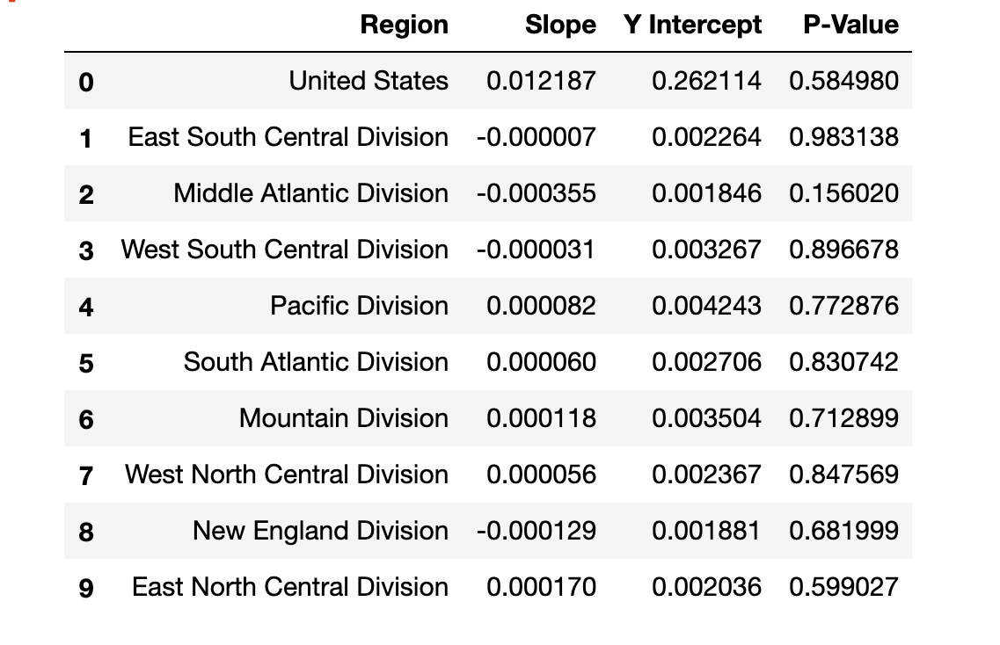 Region Slope Y Intercept P-Value
0 United States 0.012187 0.262114 0.584980
1 East South Central Division -0.000007 0.002264 0.983138
2 Middle Atlantic Division -0.000355 0.001846 0.156020
3 West South Central Division -0.000031 0.003267 0.896678
4 Pacific Division 0.000082 0.004243 0.772876
5 South Atlantic Division 0.000060 0.002706 0.830742
6 Mountain Division 0.000118 0.003504 0.712899
7 West North Central Division 0.000056 0.002367 0.847569
8 New England Division -0.000129 0.001881 0.681999
9 East North Central Division 0.000170 0.002036 0.599027